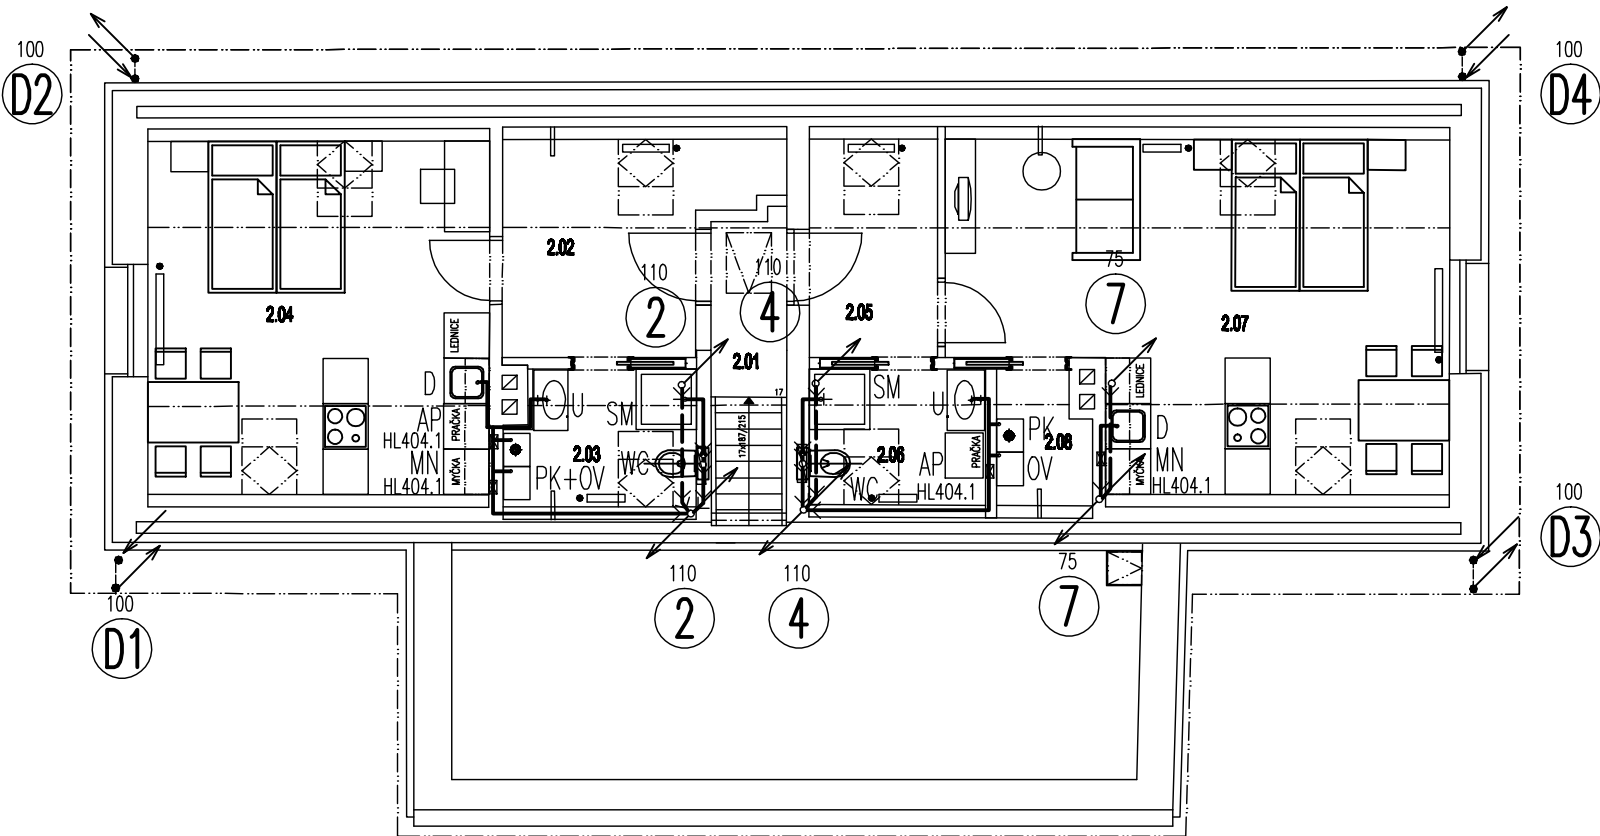 100
D2
100
D4
2.02
110
2
110
4
75
7
2.04
2.05
2.07
2.01
LEDNICE
17
17x187/215
D
AP
HL404.1
MN
HL404.1
PRAČKA
MYČKA
U
SM
2.03
WC
PK+OV
SM
U
2.06
WC
AP
HL404.1
PRAČKA
PK
2.08
OV
LEDNICE
D
MN
HL404.1
MYČKA
100
D3
100
D1
110
2
110
4
75
7